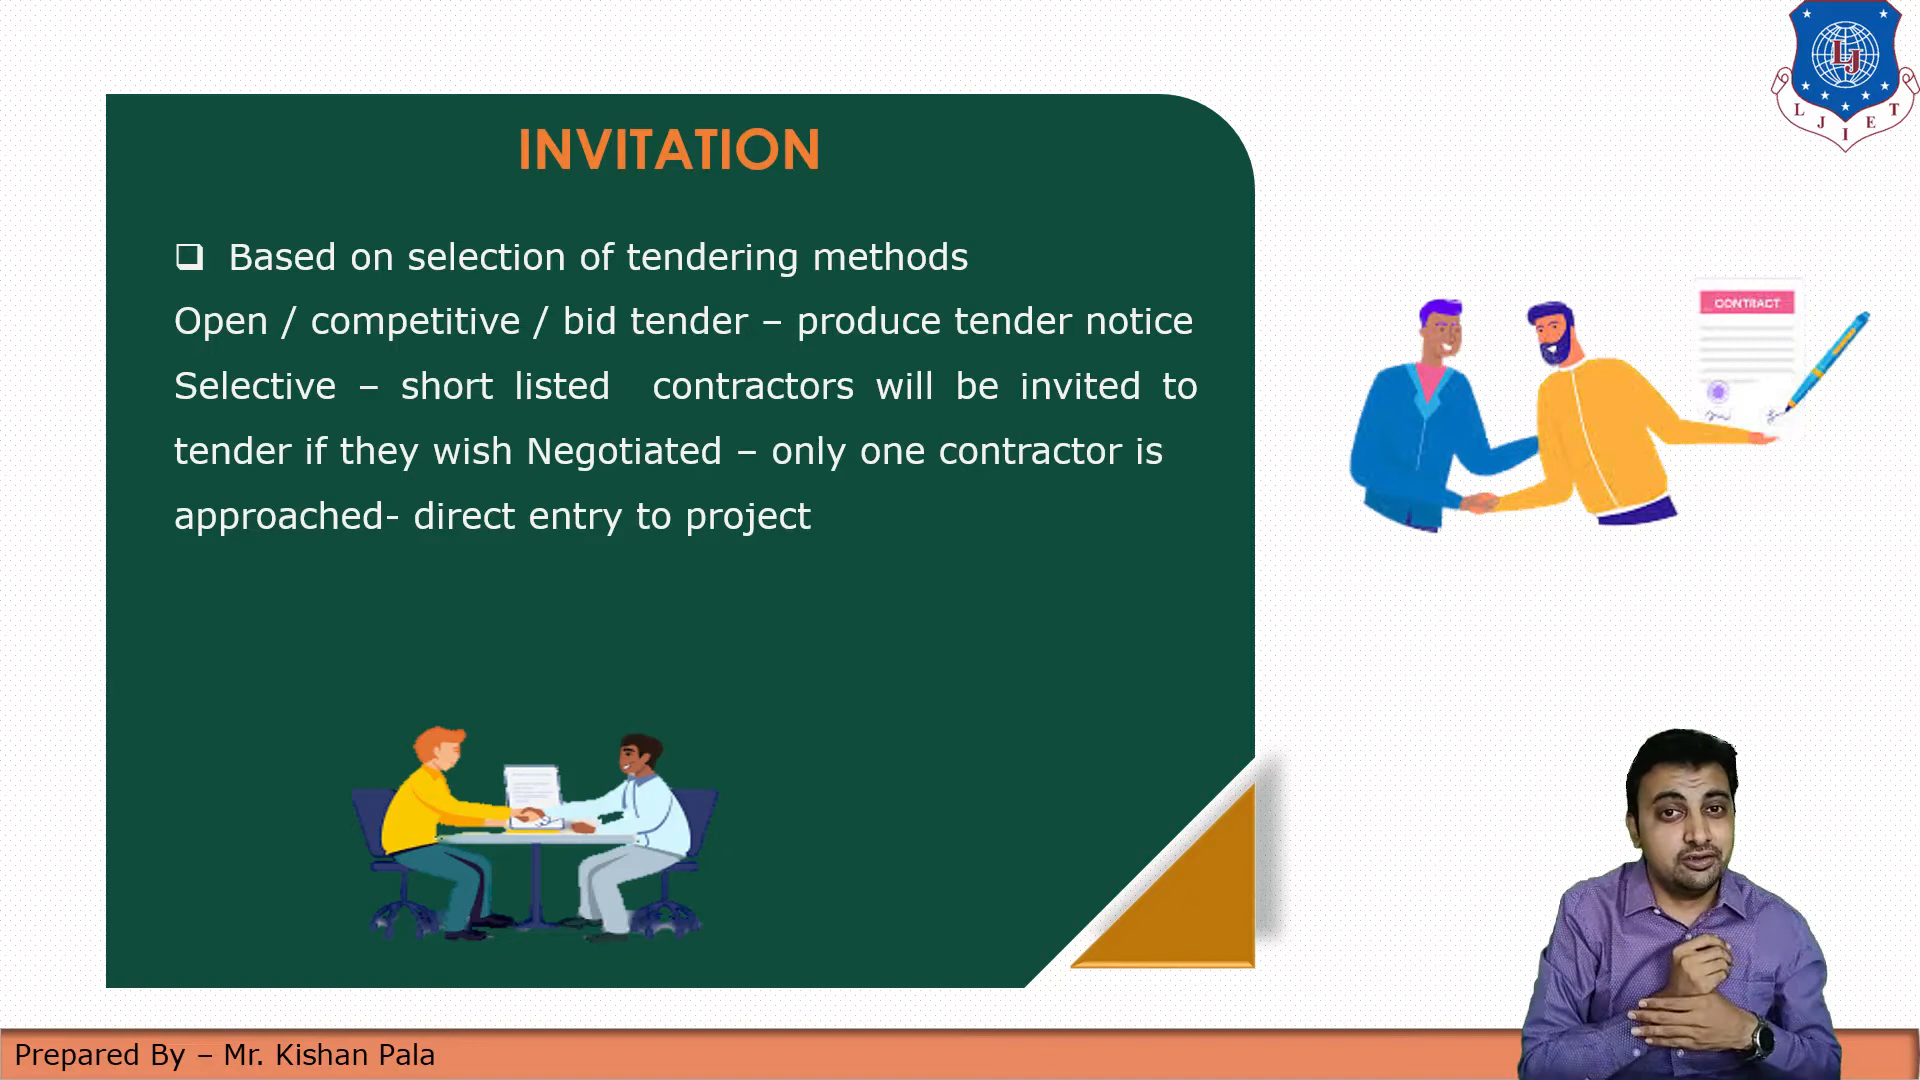 INVITATION
❑ Based on selection of tendering methods
Open / competitive / bid tender – produce tender notice
Selective – short listed contractors will be invited to
tender if they wish Negotiated – only one contractor is
approached- direct entry to project
CONTRACT
LJ
L J I E T
Prepared By – Mr. Kishan Pala